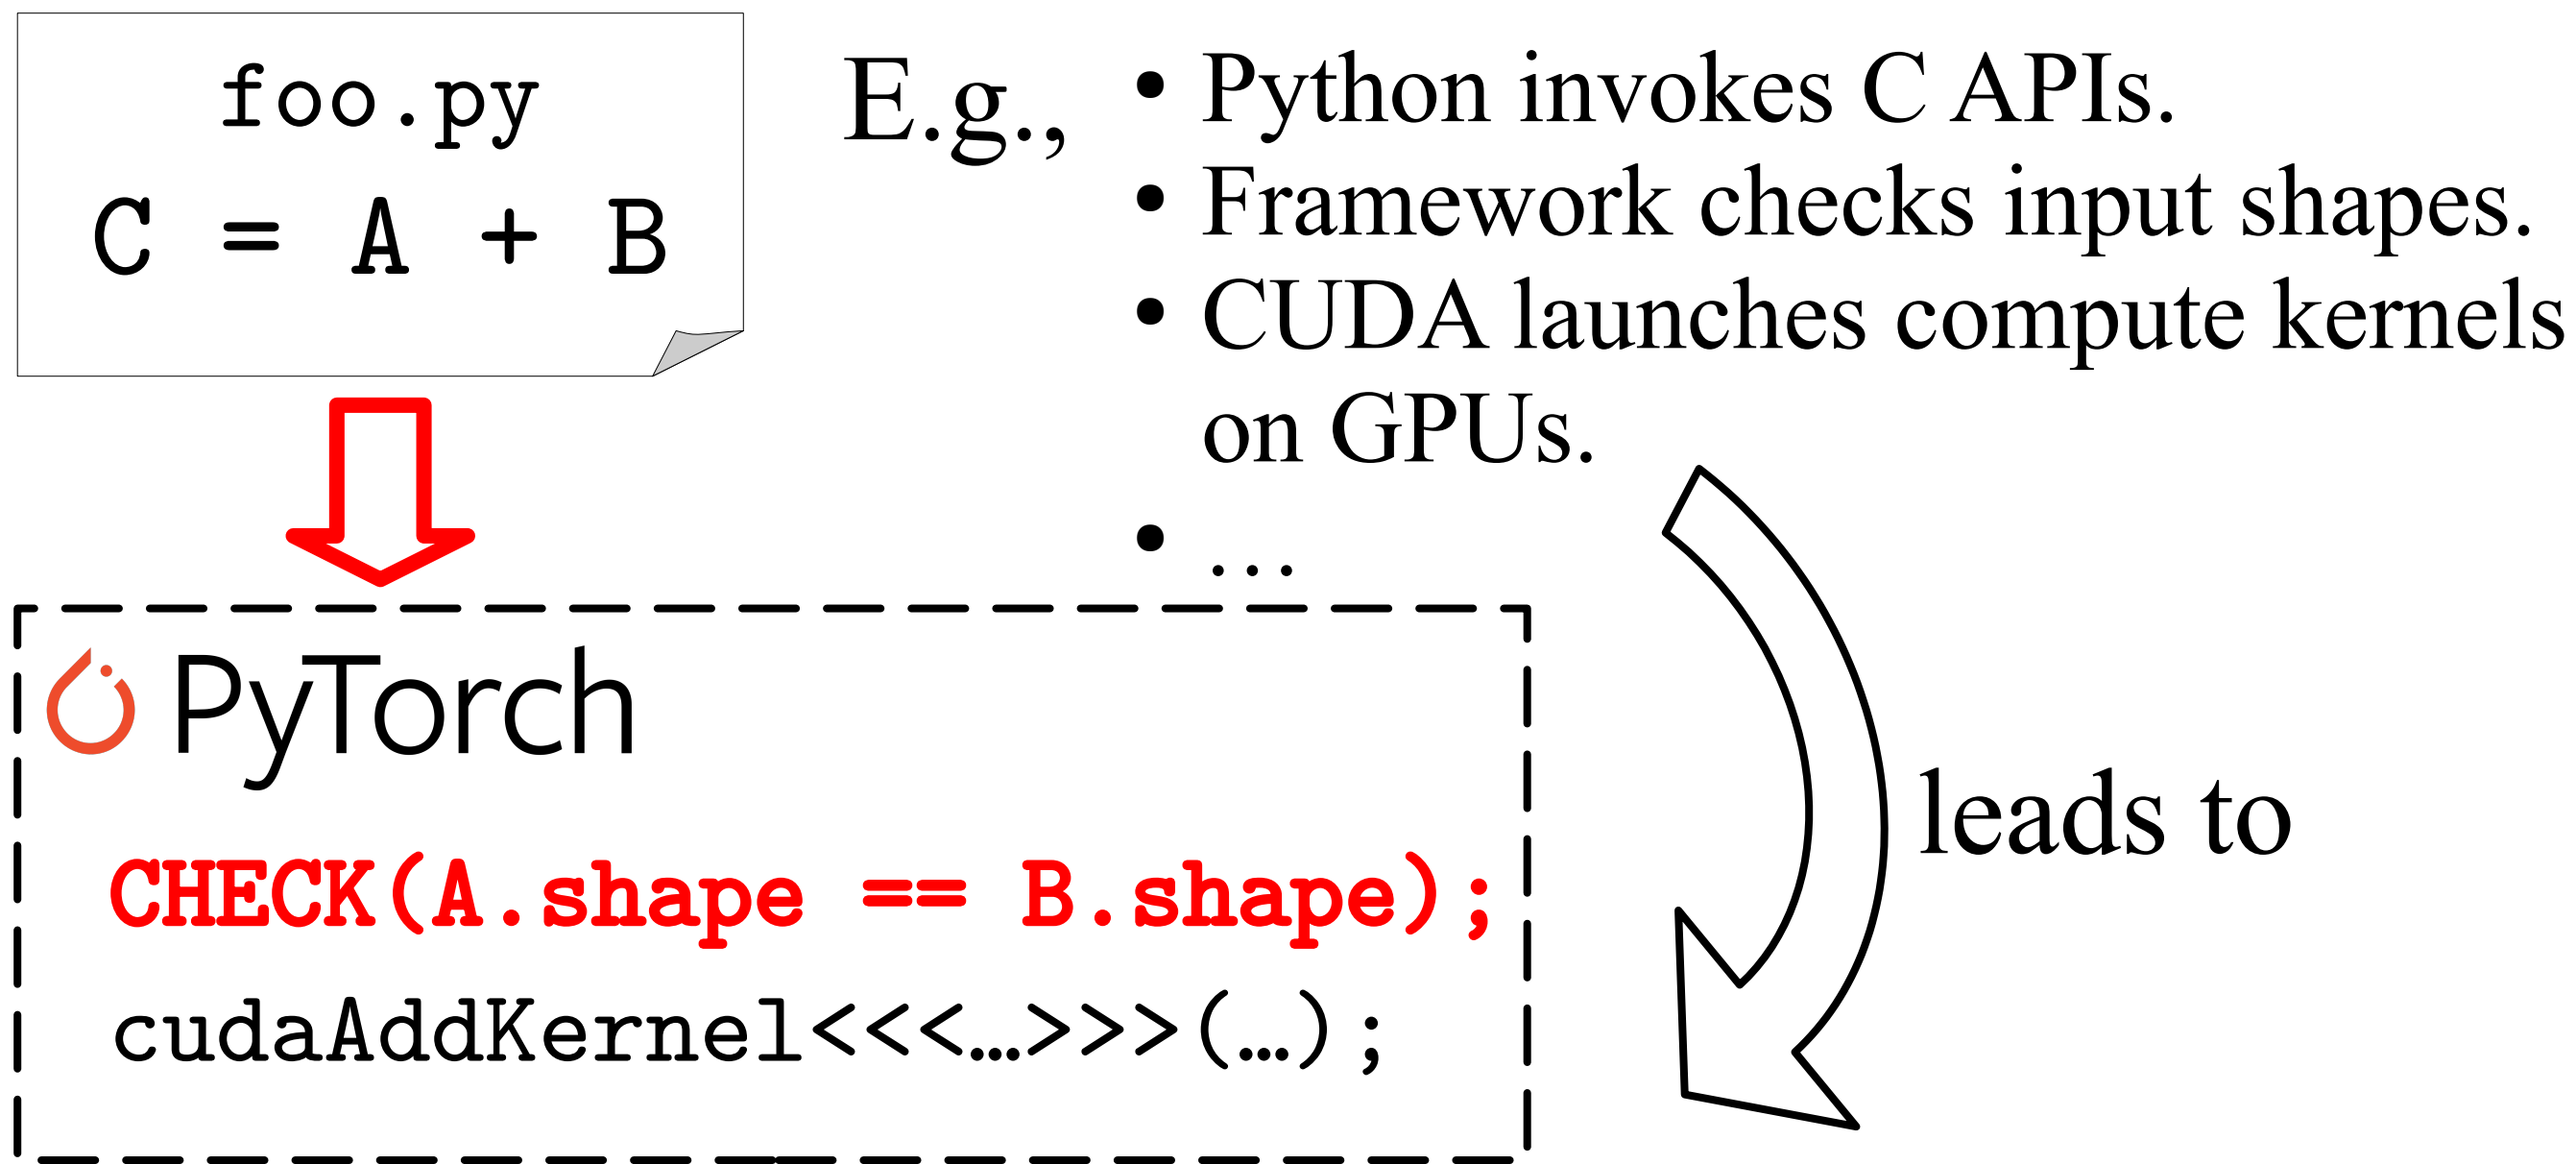 foo.py
C = A + B
E.g.,
• Python invokes C APIs.
• Framework checks input shapes.
• CUDA launches compute kernels
on GPUs.
• …
PyTorch
CHECK(A.shape == B.shape);
cudaAddKernel<<<…>>>(…);
leads to